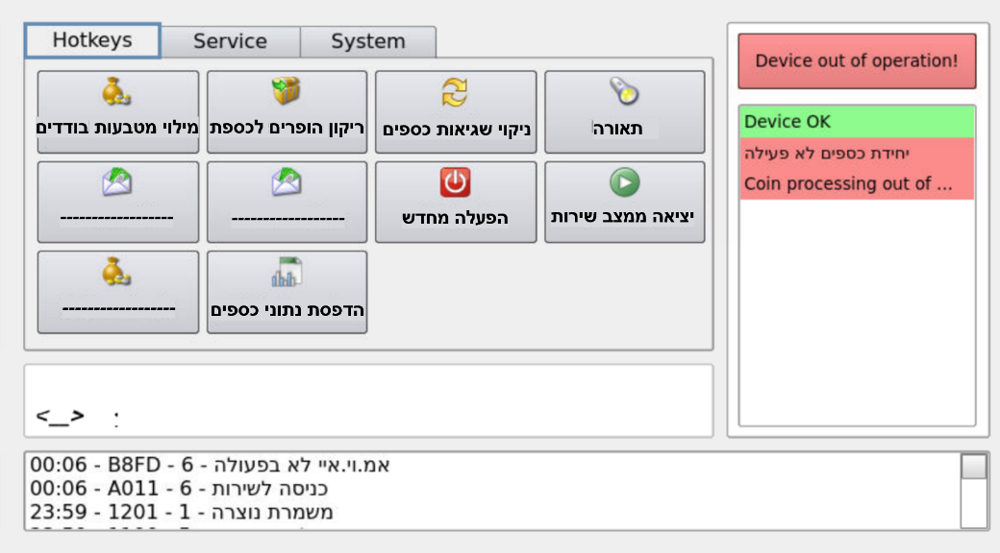 Hotkeys
Service
System
מילוי מטבעות בודדים
ריקון הופרים לכספת
ניקוי שגיאות כספים
תאורה
------------------
------------------
הפעלה מחדש
יציאה ממצב שירות
------------------
הדפסת נתוני כספים
<__> :
Device out of operation!
Device OK
יחידת כספים לא פעילה
Coin processing out of ...
00:06 - B8FD - 6 - אמ.וי.איי לא בפעולה
00:06 - A011 - 6 - כניסה לשירות
23:59 - 1201 - 1 - משמרת נוצרה